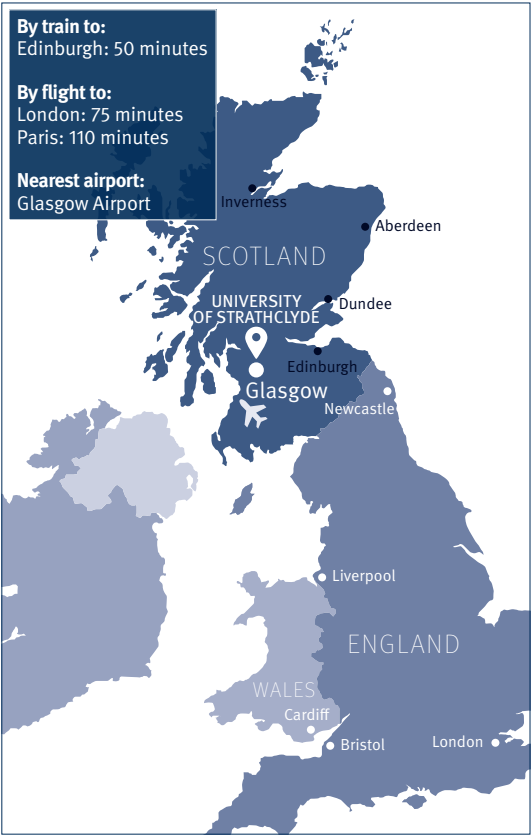 By train to:
Edinburgh: 50 minutes
By flight to:
London: 75 minutes
Paris: 110 minutes
Nearest airport:
Glasgow Airport
Inverness
Aberdeen
SCOTLAND
UNIVERSITY
OF STRATHCLYDE
Dundee
Edinburgh
Glasgow
Newcastle
Liverpool
ENGLAND
WALES
Cardiff
Bristol
London